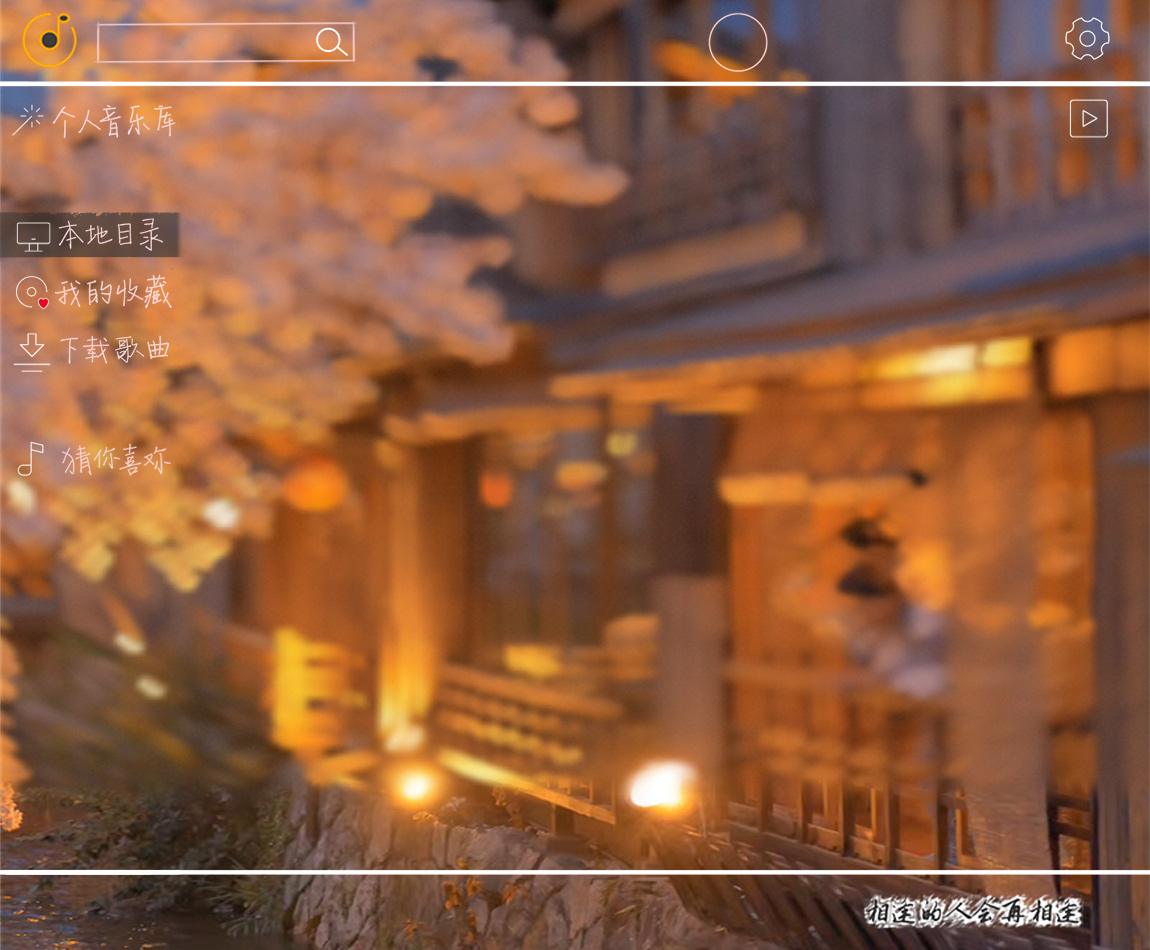 个人音乐库
本地目录
我的收藏
下载歌曲
猜你喜欢
相逢的人会再相逢